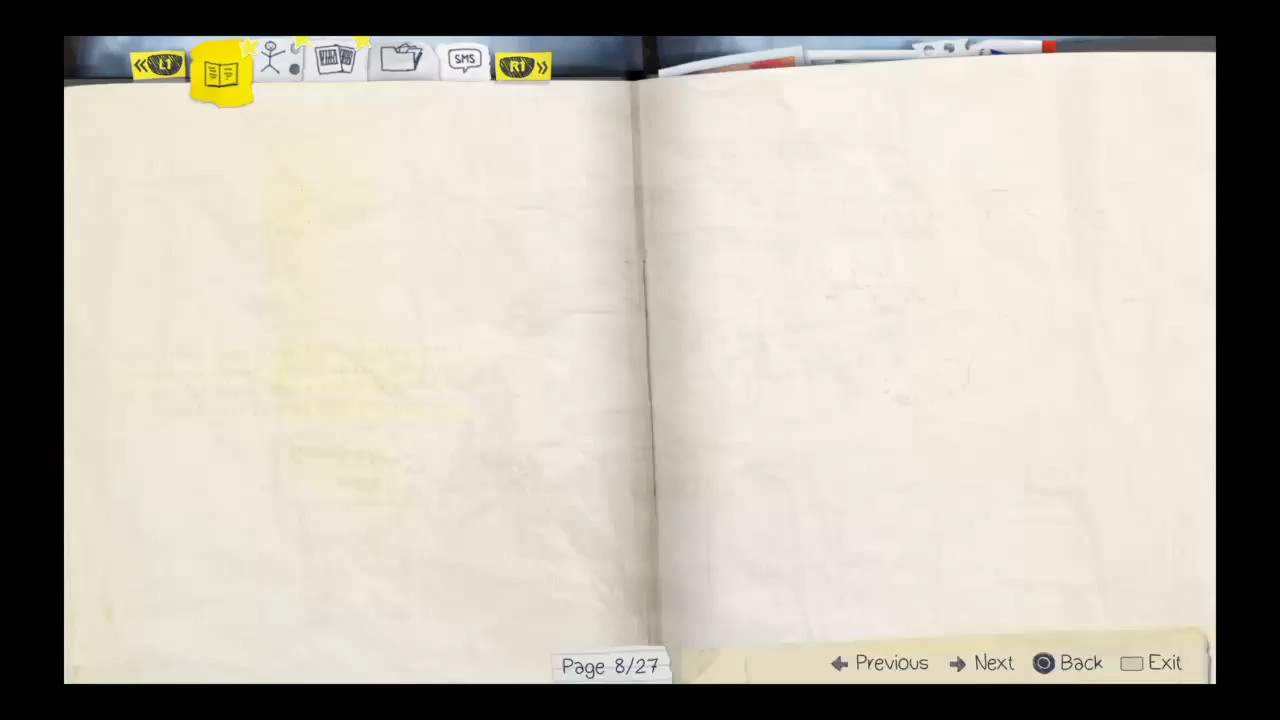 « L1
SMS
R1 »
Page 8/27
Previous
Next
Back
Exit